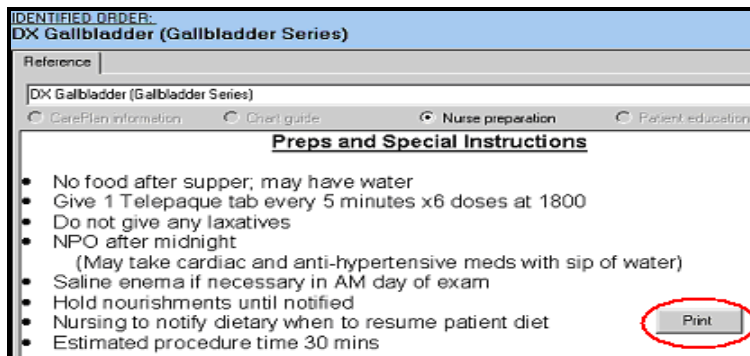 IDENTIFIED ORDER:
DX Gallbladder (Gallbladder Series)
Reference
DX Gallbladder (Gallbladder Series)
CarePlan information Chart guide Nurse preparation Patient education
Preps and Special Instructions
• No food after supper; may have water
• Give 1 Telepaque tab every 5 minutes x6 doses at 1800
• Do not give any laxatives
• NPO after midnight
(May take cardiac and anti-hypertensive meds with sip of water)
• Saline enema if necessary in AM day of exam
• Hold nourishments until notified
• Nursing to notify dietary when to resume patient diet
Print
• Estimated procedure time 30 mins